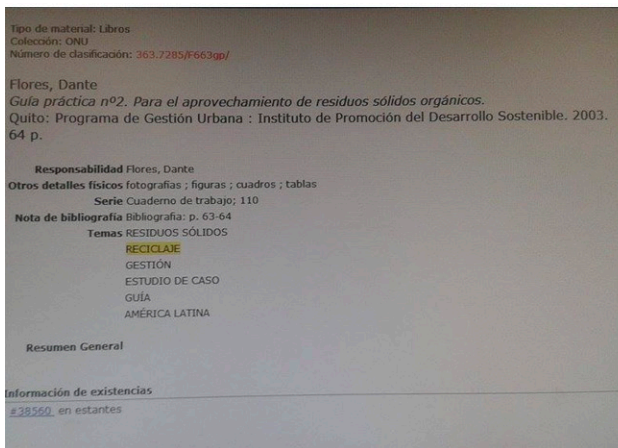 Tipo de material: Libros
Colección: ONU
Número de clasificación: 363.7285/F663gp/
Flores, Dante
Guía práctica nº2. Para el aprovechamiento de residuos sólidos orgánicos.
Quito: Programa de Gestión Urbana : Instituto de Promoción del Desarrollo Sostenible. 2003.
64 p.
Responsabilidad Flores, Dante
Otros detalles físicos fotografías ; figuras ; cuadros ; tablas
Serie Cuaderno de trabajo; 110
Nota de bibliografía Bibliografia: p. 63-64
Temas RESIDUOS SÓLIDOS
RECICLAJE
GESTIÓN
ESTUDIO DE CASO
GUÍA
AMÉRICA LATINA
Resumen General
Información de existencias
#38560 en estantes